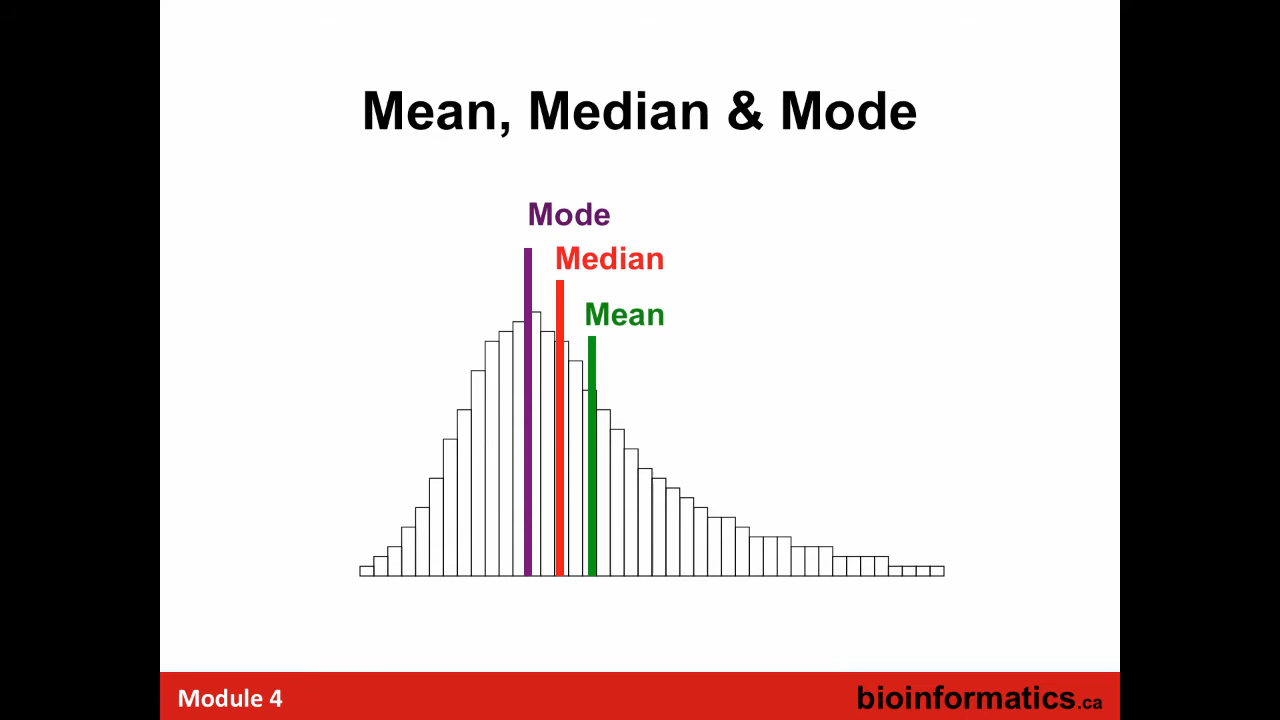 Mean, Median & Mode
Mode
Median
Mean
Module 4
bioinformatics.ca